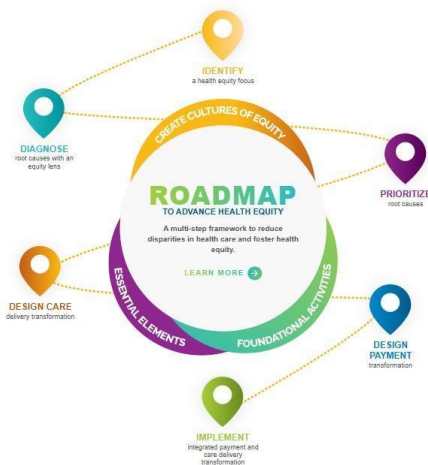 IDENTIFY
a health equity focus
CREATE CULTURES OF EQUITY
DIAGNOSE
root causes with an
equity lens
PRIORITIZE
root causes
ROADMAP
TO ADVANCE HEALTH EQUITY
A multi-step framework to reduce
disparities in health care and foster health
equity.
LEARN MORE
ESSENTIAL ELEMENTS
FOUNDATIONAL ACTIVITIES
DESIGN CARE
delivery transformation
DESIGN
PAYMENT
transformation
IMPLEMENT
integrated payment and
care delivery
transformation